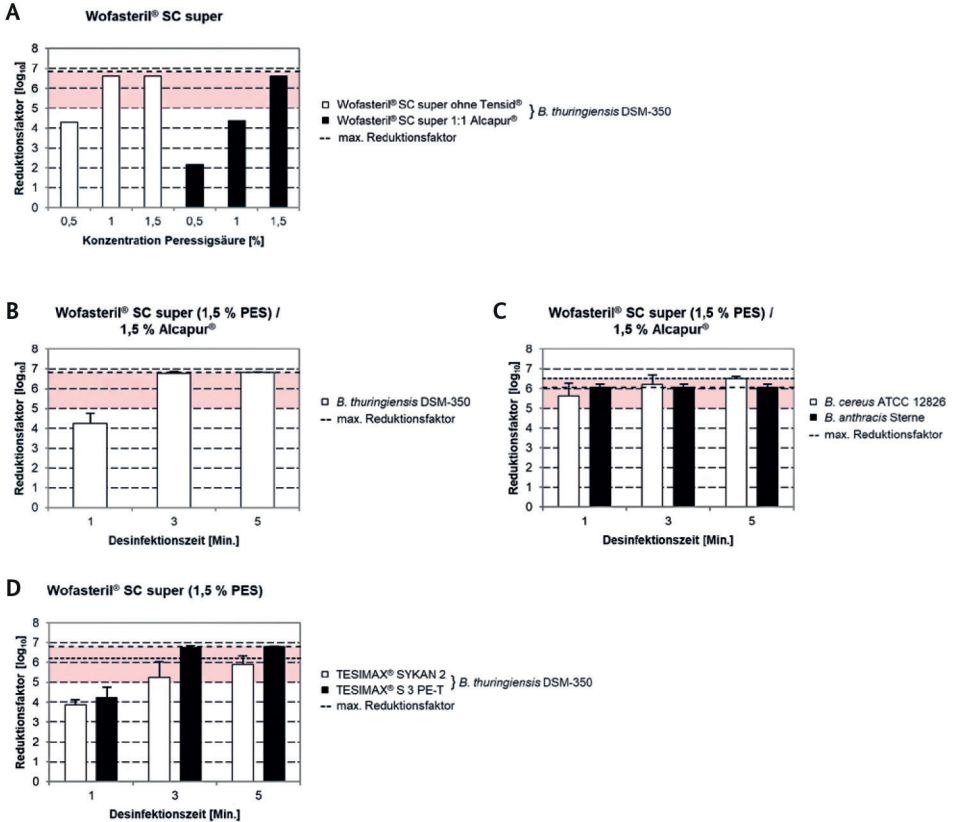 A
Wofasteril® SC super
Reduktionsfaktor [log10]
8
7
6
5
4
3
2
1
0
0,5 1 1,5 0,5 1 1,5
Konzentration Peressigsäure [%]
Wofasteril® SC super ohne Tensid®
Wofasteril® SC super 1:1 Alcapur®
} B. thuringiensis DSM-350
max. Reduktionsfaktor
B
Wofasteril® SC super (1,5 % PES) /
1,5 % Alcapur®
Reduktionsfaktor [log10]
8
7
6
5
4
3
2
1
0
1 3 5
Desinfektionszeit [Min.]
B. thuringiensis DSM-350
max. Reduktionsfaktor
C
Wofasteril® SC super (1,5 % PES) /
1,5 % Alcapur®
Reduktionsfaktor [log10]
8
7
6
5
4
3
2
1
0
1 3 5
Desinfektionszeit [Min.]
B. cereus ATCC 12826
B. anthracis Sterne
max. Reduktionsfaktor
D
Wofasteril® SC super (1,5 % PES)
Reduktionsfaktor [log10]
8
7
6
5
4
3
2
1
0
1 3 5
Desinfektionszeit [Min.]
TESIMAX® SYKAN 2
TESIMAX® S 3 PE-T
} B. thuringiensis DSM-350
max. Reduktionsfaktor